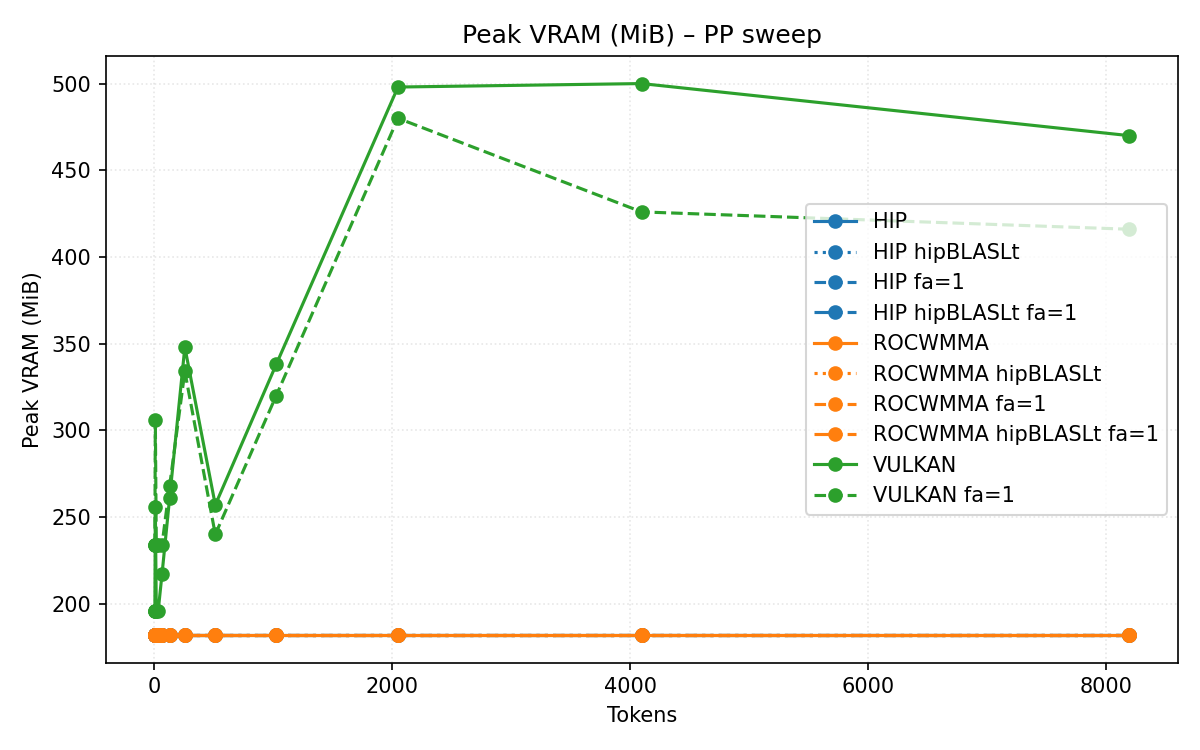 Peak VRAM (MiB) – PP sweep
500
450
400
350
300
250
200
Peak VRAM (MiB)
HIP
HIP hipBLASLt
HIP fa=1
HIP hipBLASLt fa=1
ROCWMMA
ROCWMMA hipBLASLt
ROCWMMA fa=1
ROCWMMA hipBLASLt fa=1
VULKAN
VULKAN fa=1
0 2000 4000 6000 8000
Tokens